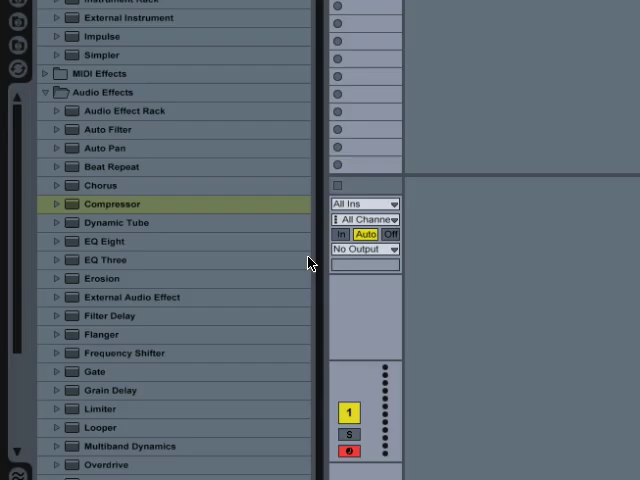 Instrument Rack
External Instrument
Impulse
Simpler
MIDI Effects
Audio Effects
Audio Effect Rack
Auto Filter
Auto Pan
Beat Repeat
Chorus
Compressor
Dynamic Tube
EQ Eight
EQ Three
Erosion
External Audio Effect
Filter Delay
Flanger
Frequency Shifter
Gate
Grain Delay
Limiter
Looper
Multiband Dynamics
Overdrive
All Ins
All Channe
In Auto Off
No Output
1
S